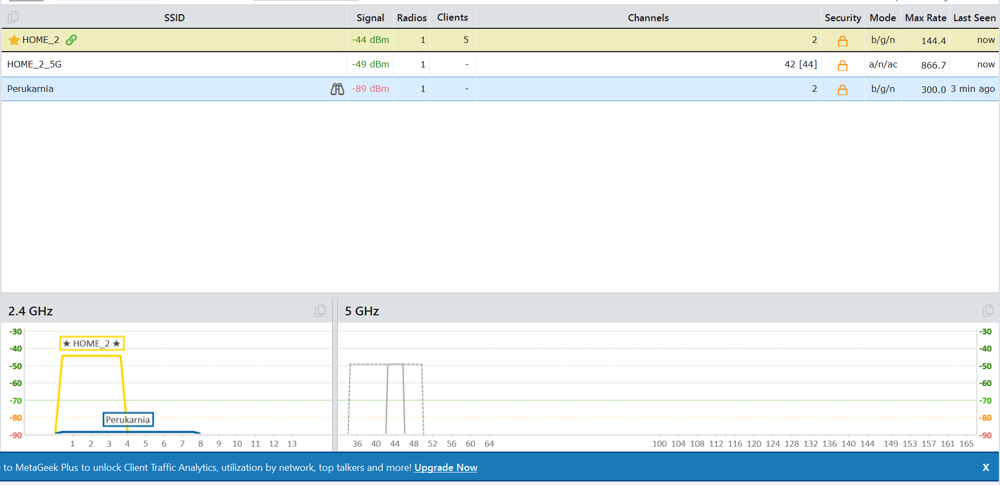 SSID Signal Radios Clients Channels Security Mode Max Rate Last Seen
HOME_2 -44 dBm 1 5 2 b/g/n 144.4 now
HOME_2_5G -49 dBm 1 - 42 [44] a/n/ac 866.7 now
Perukarnia -89 dBm 1 - 2 b/g/n 300.0 3 min ago
2.4 GHz
-30
★ HOME_2 ★
-40
-50
-60
-70
-80
Perukarnia
-90
1 2 3 4 5 6 7 8 9 10 11 12 13
5 GHz
-30
-40
-50
-60
-70
-80
-90
36 40 44 48 52 56 60 64 100 104 108 112 116 120 124 128 132 136 140 144 149 153 157 161 165
to MetaGeek Plus to unlock Client Traffic Analytics, utilization by network, top talkers and more! Upgrade Now X